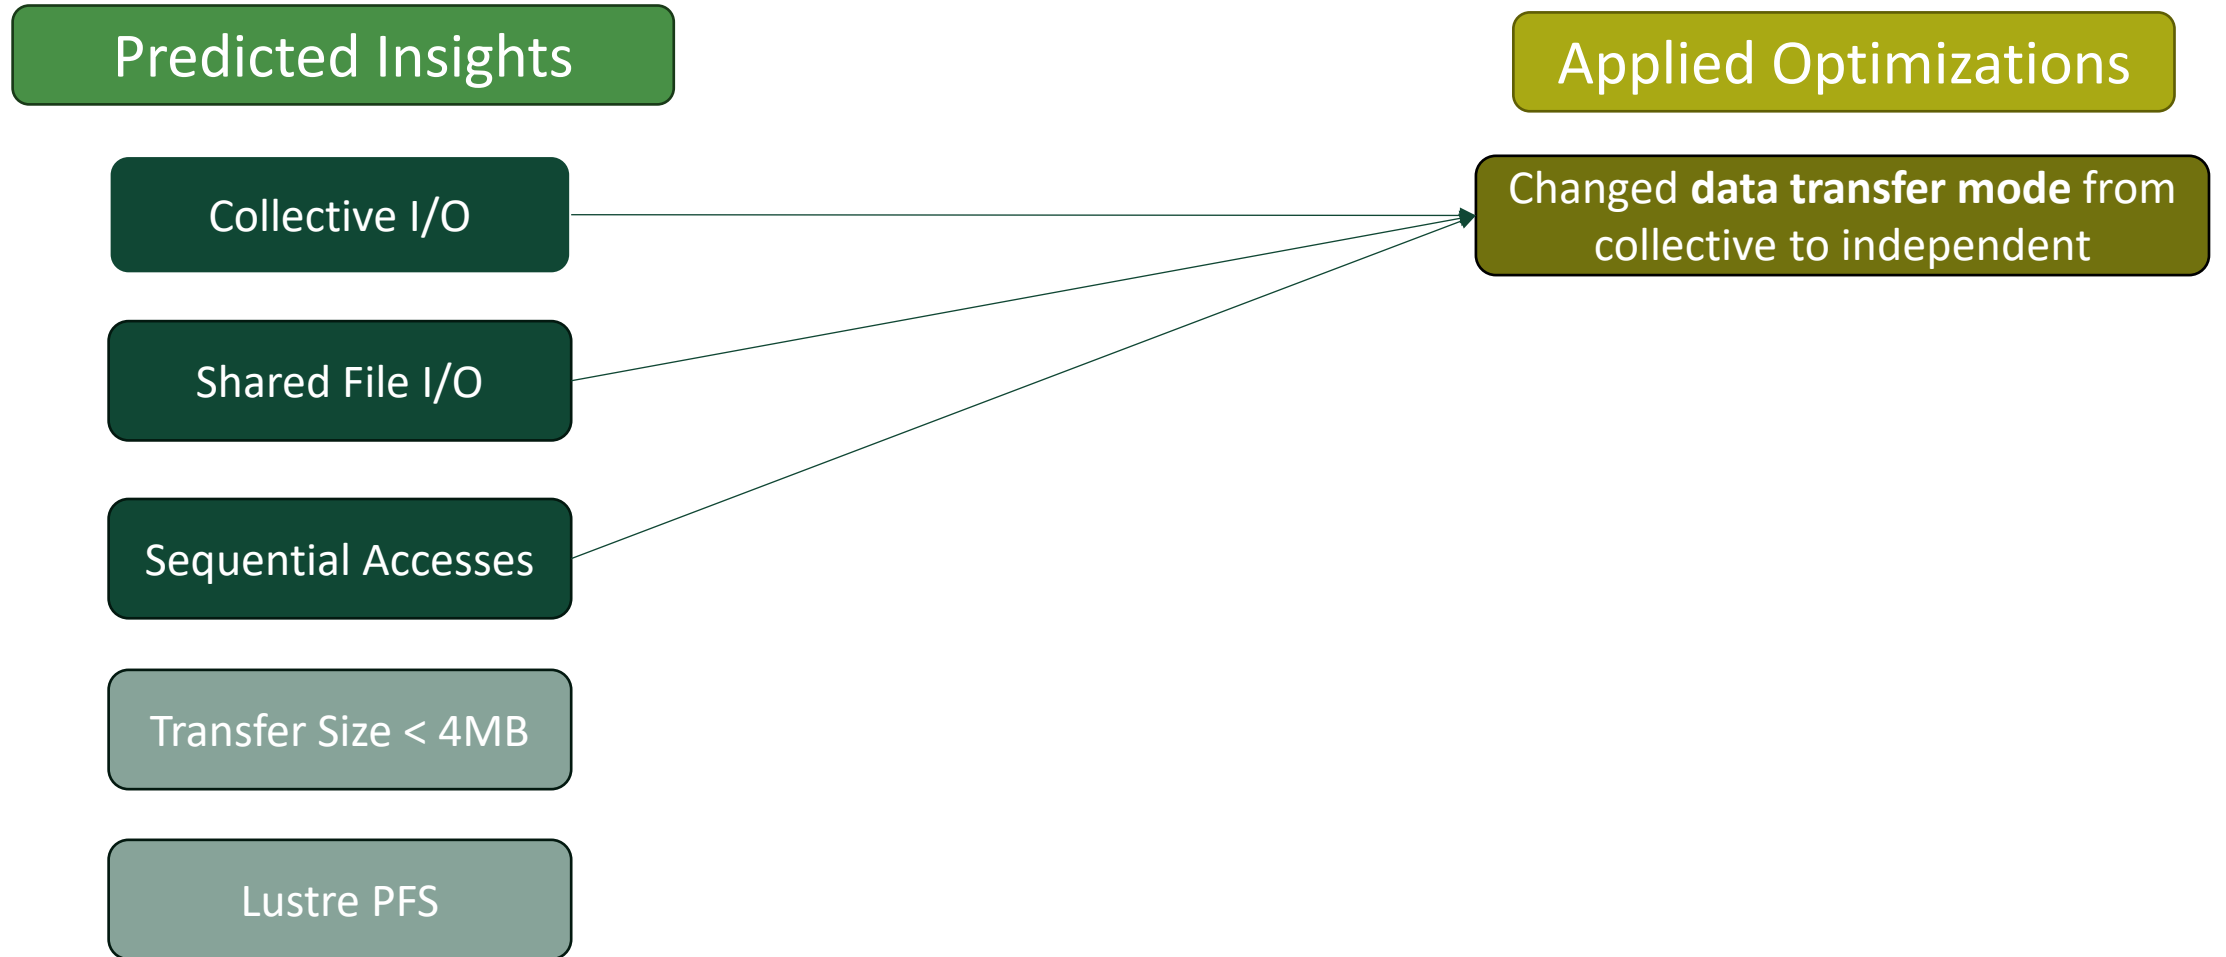 Predicted Insights
Applied Optimizations
Collective I/O
Changed data transfer mode from
collective to independent
Shared File I/O
Sequential Accesses
Transfer Size < 4MB
Lustre PFS